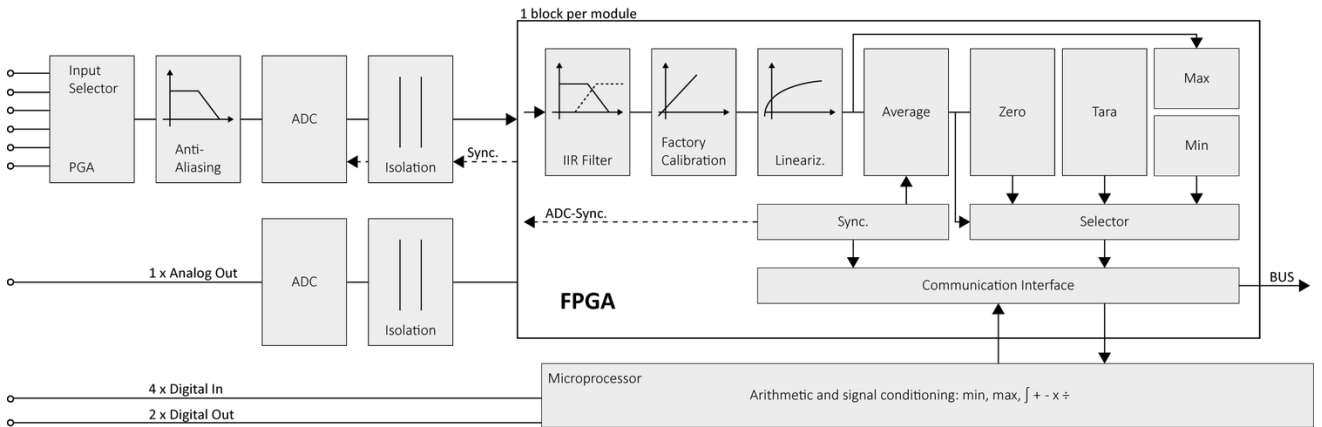 1 block per module
Input
Selector
PGA
Anti-
Aliasing
ADC
Isolation
Sync.
IIR Filter
Factory
Calibration
Lineariz.
Average
Zero
Tara
Max
Min
ADC-Sync.
Sync.
Selector
1 x Analog Out
ADC
Isolation
FPGA
Communication Interface
BUS
4 x Digital In
2 x Digital Out
Microprocessor
Arithmetic and signal conditioning: min, max, ∫ + - x ÷